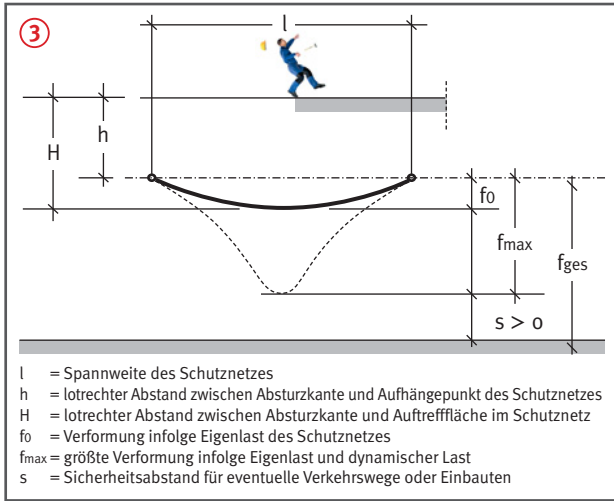 3
l
H
h
f0
fmax
fges
s > o
l = Spannweite des Schutznetzes
h = lotrechter Abstand zwischen Absturzkante und Aufhängepunkt des Schutznetzes
H = lotrechter Abstand zwischen Absturzkante und Auftrefffläche im Schutznetz
f0 = Verformung infolge Eigenlast des Schutznetzes
fmax = größte Verformung infolge Eigenlast und dynamischer Last
s = Sicherheitsabstand für eventuelle Verkehrswege oder Einbauten